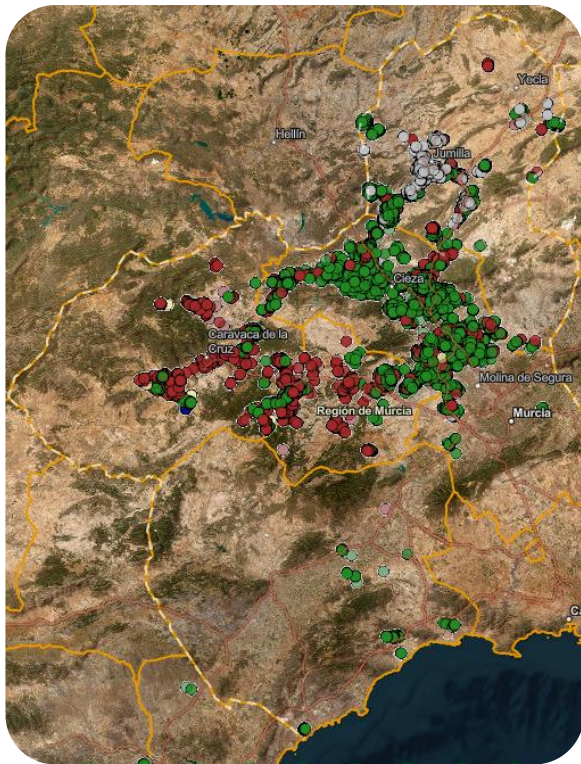 Yecla
Hellín
Jumilla
Cieza
Caravaca de la
Cruz
Molina de Segura
Región de Murcia
Murcia